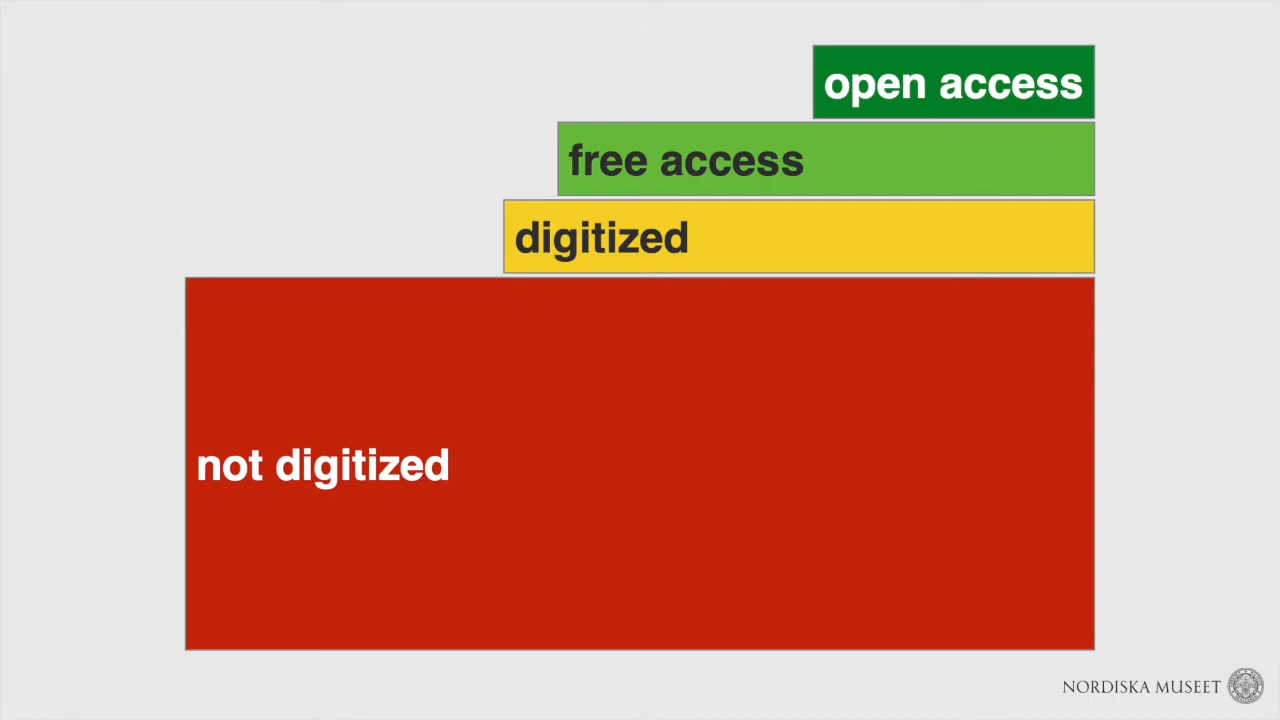 open access
free access
digitized
not digitized
NORDISKA MUSEET